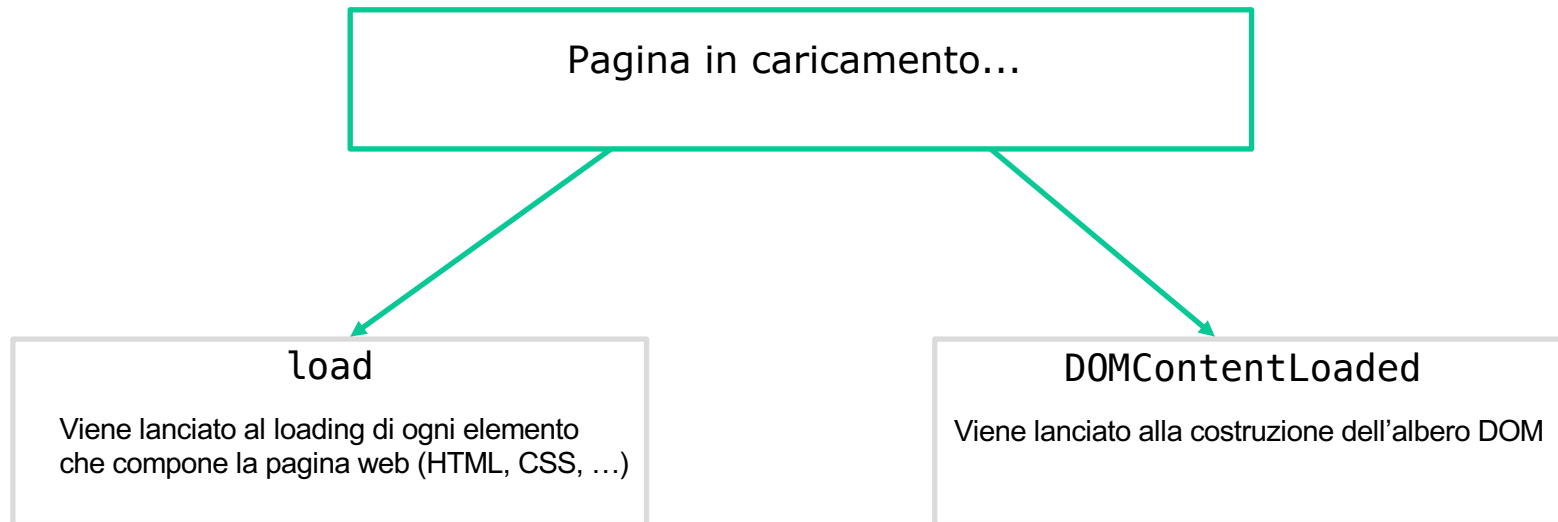 Pagina in caricamento…
load
Viene lanciato al loading di ogni elemento
che compone la pagina web (HTML, CSS, …)
DOMContentLoaded
Viene lanciato alla costruzione dell’albero DOM